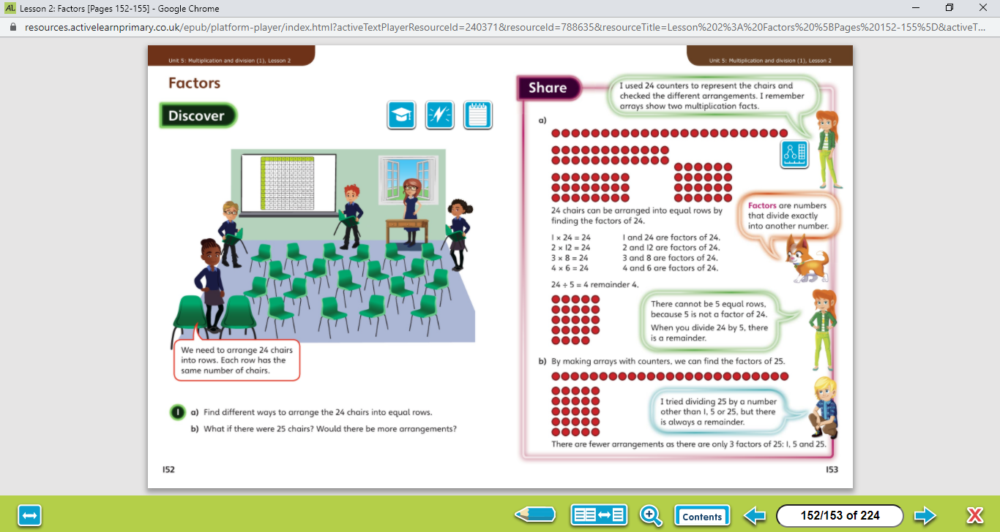 Lesson 2: Factors [Pages 152-155] - Google Chrome
resources.activelearnprimary.co.uk/epub/platform-player/index.html?activeTextPlayerResourceId=240371&resourceId=788635&resourceTitle=Lesson%202%3A%20Factors%20%5BPages%20152-155%5D&activeT...
Unit 5: Multiplication and division (1), Lesson 2
Factors
Discover
We need to arrange 24 chairs
into rows. Each row has the
same number of chairs.
1 a) Find different ways to arrange the 24 chairs into equal rows.
b) What if there were 25 chairs? Would there be more arrangements?
152
Unit 5: Multiplication and division (1), Lesson 2
Share
I used 24 counters to represent the chairs and
checked the different arrangements. I remember
arrays show two multiplication facts.
a)
24 chairs can be arranged into equal rows by
finding the factors of 24.
Factors are numbers
that divide exactly
into another number.
1 × 24 = 24 1 and 24 are factors of 24.
2 × 12 = 24 2 and 12 are factors of 24.
3 × 8 = 24 3 and 8 are factors of 24.
4 × 6 = 24 4 and 6 are factors of 24.
24 ÷ 5 = 4 remainder 4.
There cannot be 5 equal rows,
because 5 is not a factor of 24.
When you divide 24 by 5, there
is a remainder.
b) By making arrays with counters, we can find the factors of 25.
I tried dividing 25 by a number
other than 1, 5 or 25, but there
is always a remainder.
There are fewer arrangements as there are only 3 factors of 25: 1, 5 and 25.
153
Contents
152/153 of 224